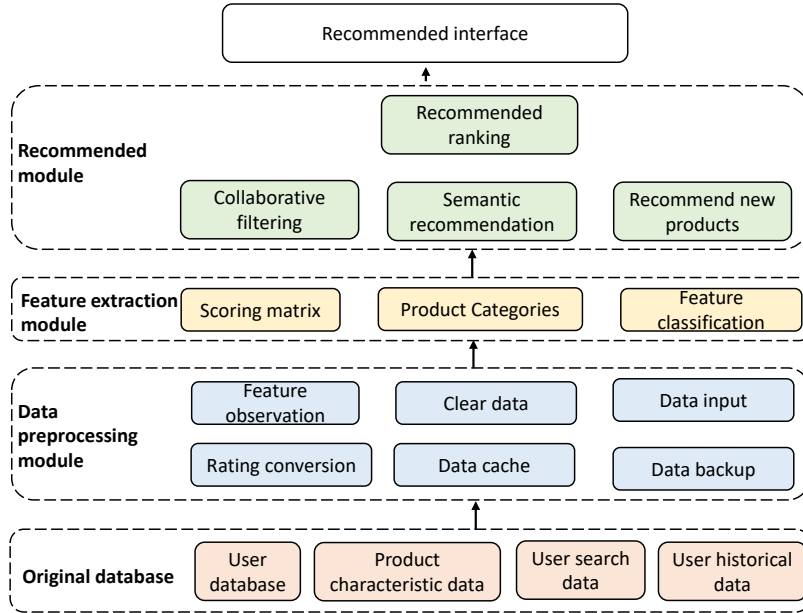 Recommended interface
Recommended
ranking
Recommended
module
Collaborative
filtering
Semantic
recommendation
Recommend new
products
Feature extraction
module
Scoring matrix
Product Categories
Feature
classification
Data
preprocessing
module
Feature
observation
Clear data
Data input
Rating conversion
Data cache
Data backup
Original database
User
database
Product
characteristic data
User search
data
User historical
data